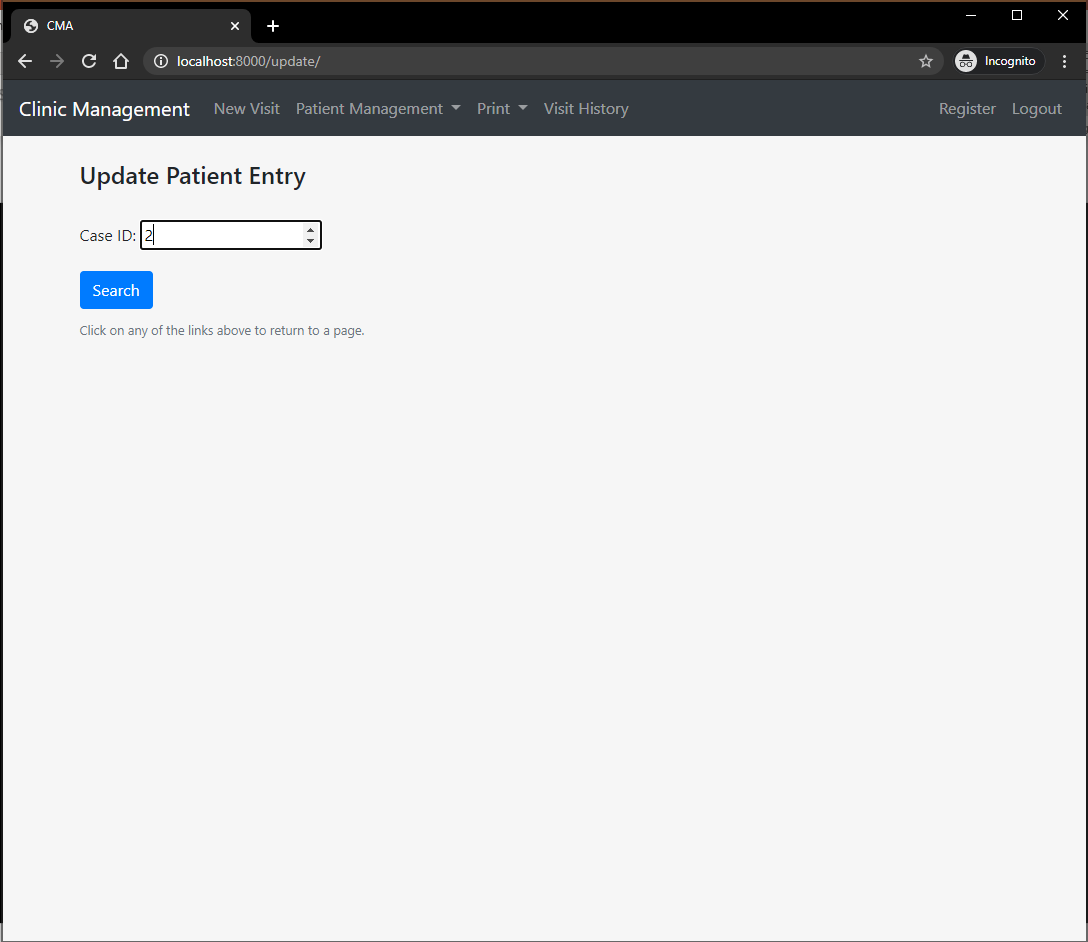 CMA
localhost:8000/update/
Incognito
Clinic Management New Visit Patient Management Print Visit History Register Logout
Update Patient Entry
Case ID: 2
Search
Click on any of the links above to return to a page.